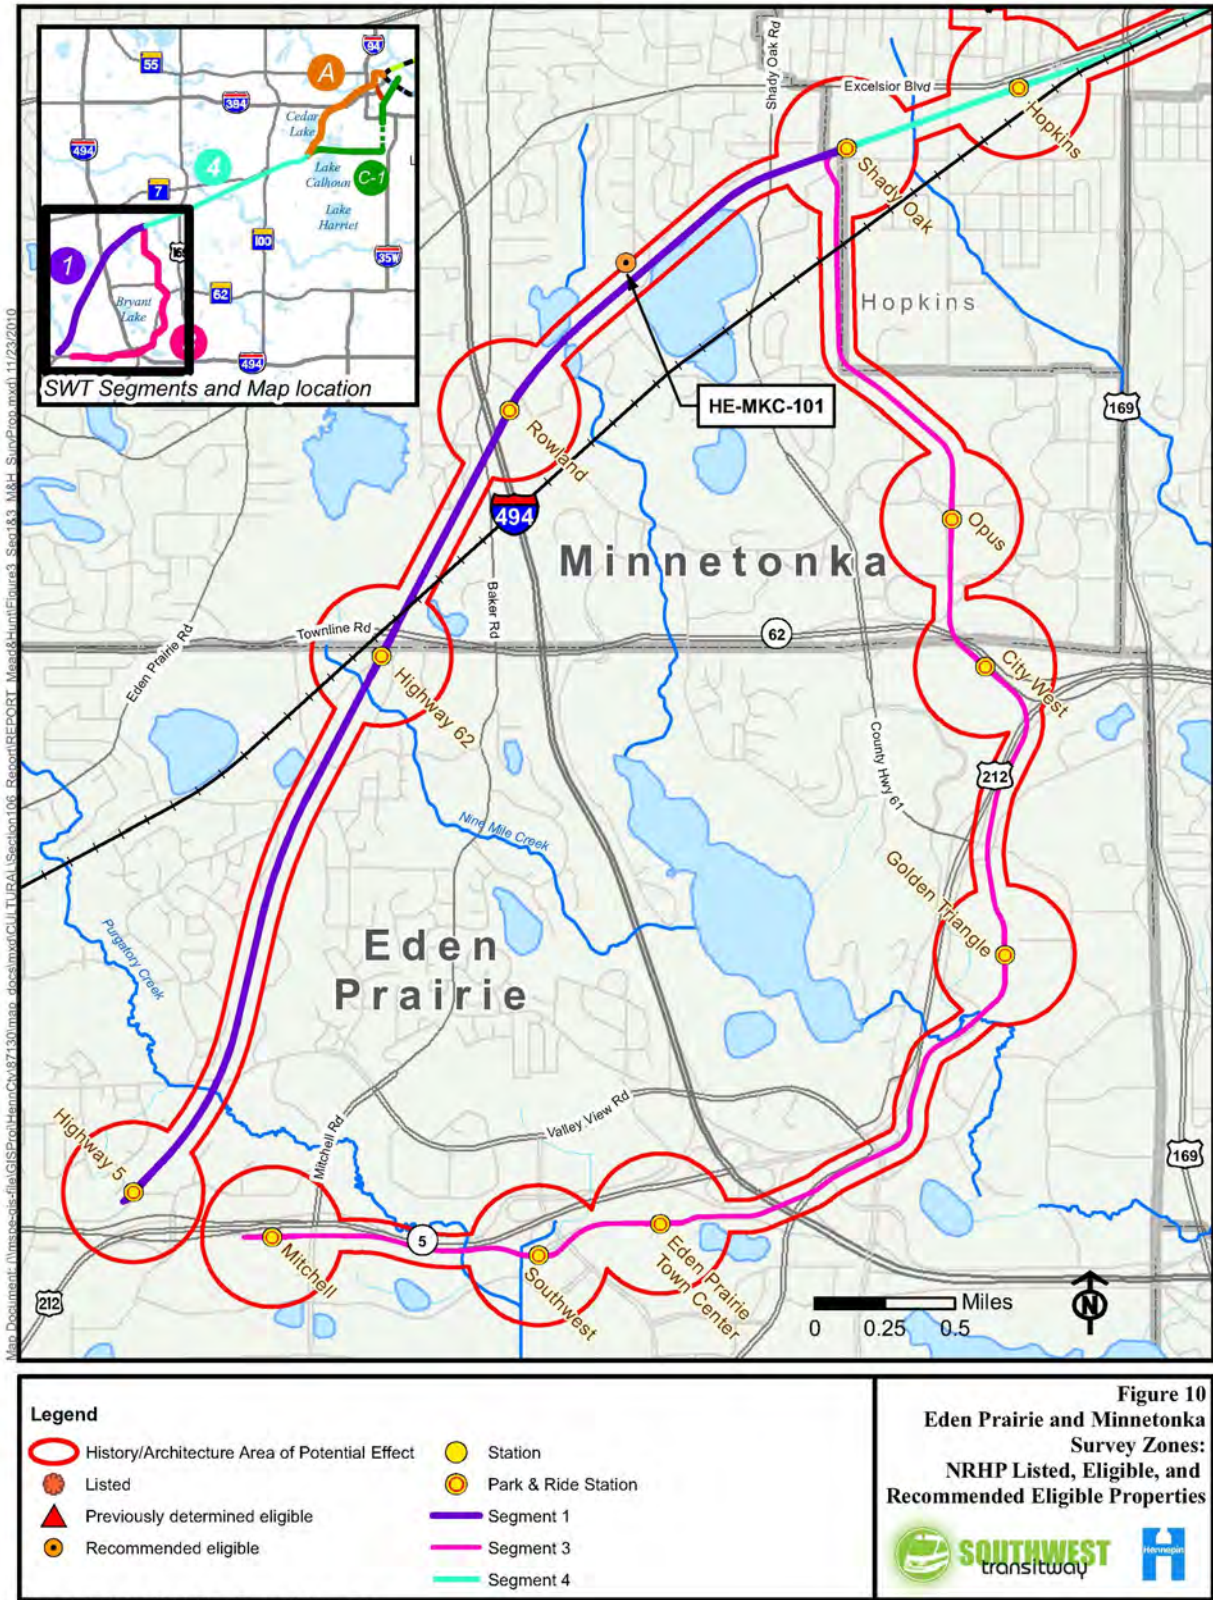 55
94
A
394
Cedar
Lake
494
4
Lake
Calhoun
C-1
7
Lake
Harriet
100
169
35W
1
62
Bryant
Lake
494
SWT Segments and Map location
Shady Oak Rd
Excelsior Blvd
Hopkins
Shady Oak
Hopkins
HE-MKC-101
169
Rowland
494
Opus
Minnetonka
Baker Rd
Townline Rd
62
Eden Prairie Rd
Highway 62
City West
County Hwy 61
212
Nine Mile Creek
Golden Triangle
Eden
Prairie
Purgatory Creek
Valley View Rd
Mitchell Rd
Highway 5
169
5
Mitchell
Southwest
Eden Prairie
Town Center
212
Miles
0 0.25 0.5
N
Legend
History/Architecture Area of Potential Effect
Listed
Previously determined eligible
Recommended eligible
Station
Park & Ride Station
Segment 1
Segment 3
Segment 4
Figure 10
Eden Prairie and Minnetonka
Survey Zones:
NRHP Listed, Eligible, and
Recommended Eligible Properties
SOUTHWEST
transitway
Hennepin